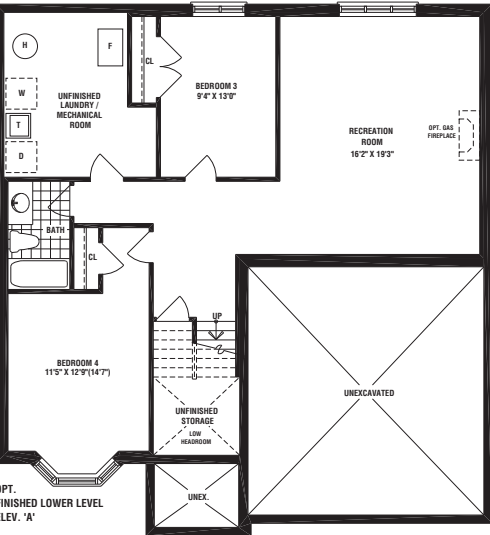 H
F
CL
W
UNFINISHED
LAUNDRY /
MECHANICAL
ROOM
T
D
BEDROOM 3
9'4" X 13'0"
RECREATION
ROOM
16'2" X 19'3"
OPT. GAS
FIREPLACE
BATH
CL
UP
BEDROOM 4
11'5" X 12'9"(14'7")
UNFINISHED
STORAGE
LOW
HEADROOM
UNEXCAVATED
UNEX.
OPT.
FINISHED LOWER LEVEL
ELEV. 'A'